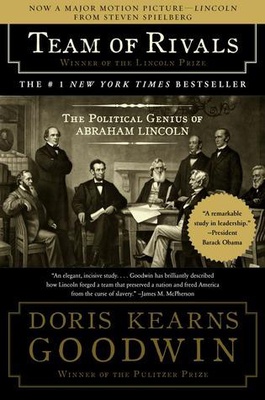 NOW A MAJOR MOTION PICTURE—LINCOLN
FROM STEVEN SPIELBERG
TEAM OF RIVALS
WINNER OF THE LINCOLN PRIZE
THE #1 NEW YORK TIMES BESTSELLER
THE POLITICAL GENIUS OF
ABRAHAM LINCOLN
“A remarkable
study in leadership.”
—President
Barack Obama
“An elegant, incisive study. . . . Goodwin has brilliantly described
how Lincoln forged a team that preserved a nation and freed America
from the curse of slavery.” —James M. McPherson
DORIS KEARNS
GOODWIN
WINNER OF THE PULITZER PRIZE